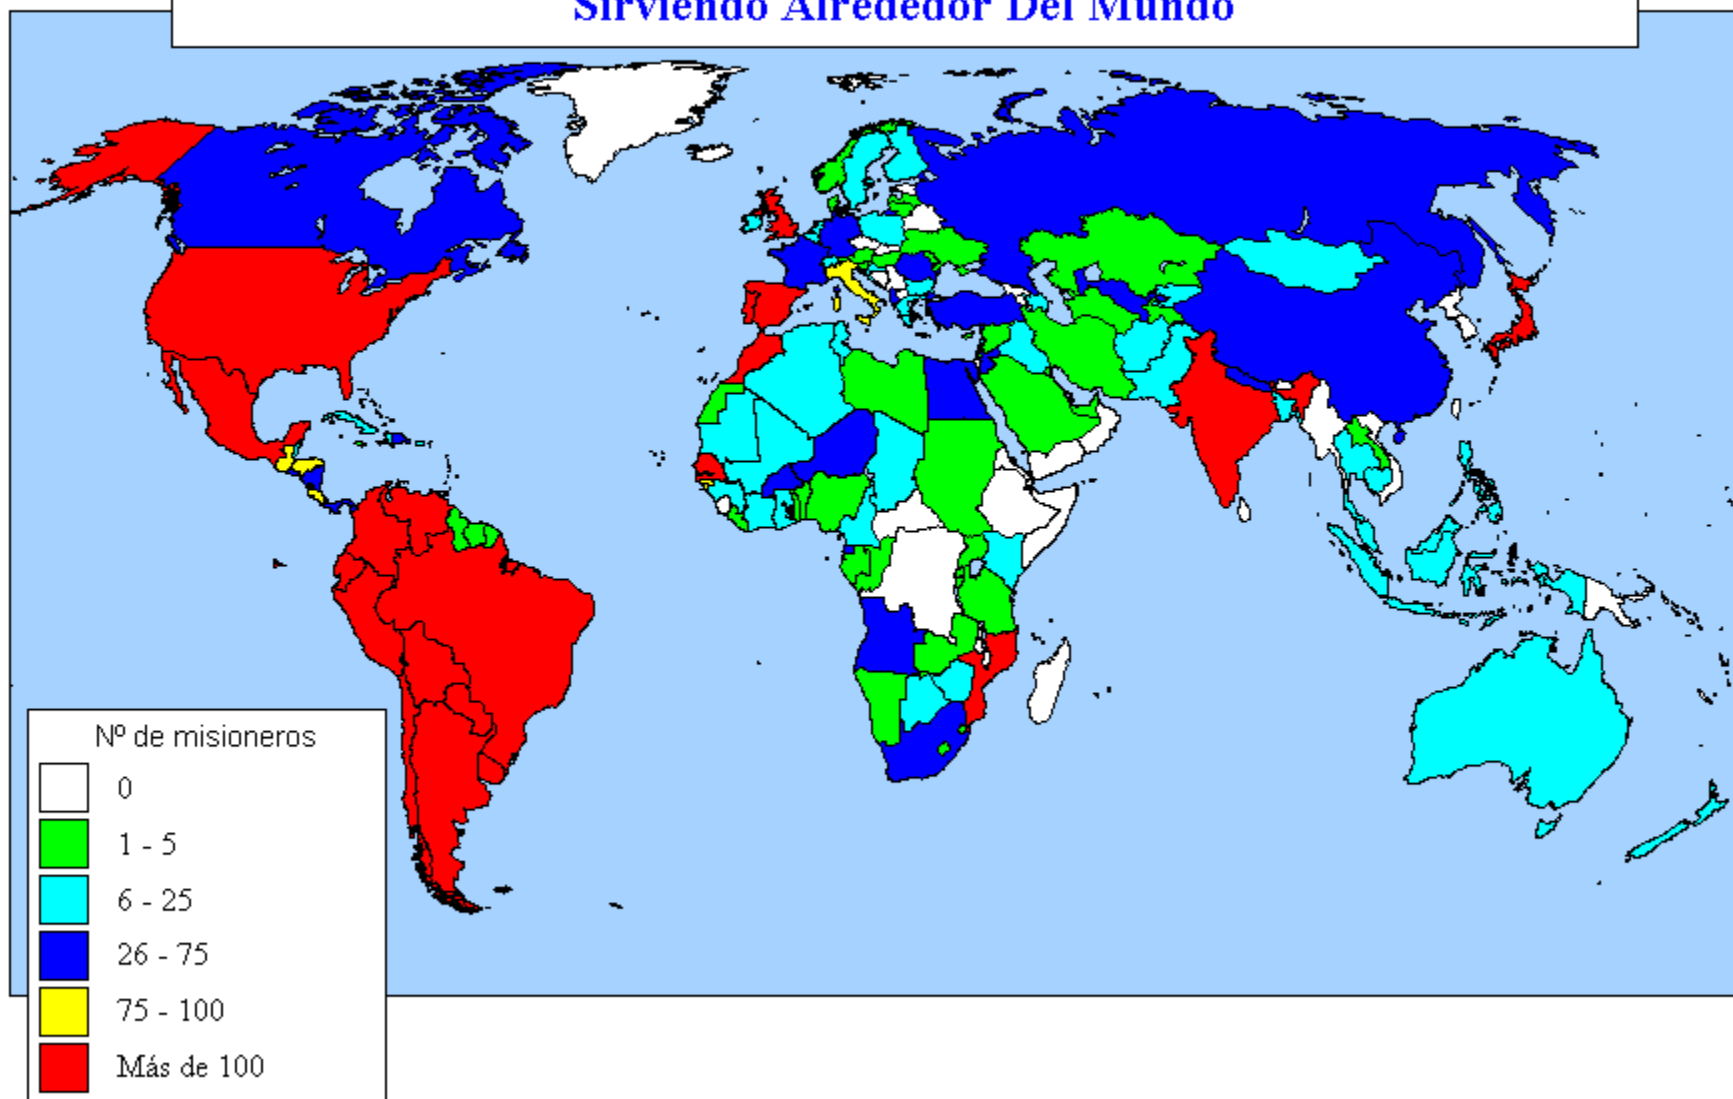 Sirviendo Alrededor Del Mundo
Nº de misioneros
0
1 - 5
6 - 25
26 - 75
75 - 100
Más de 100